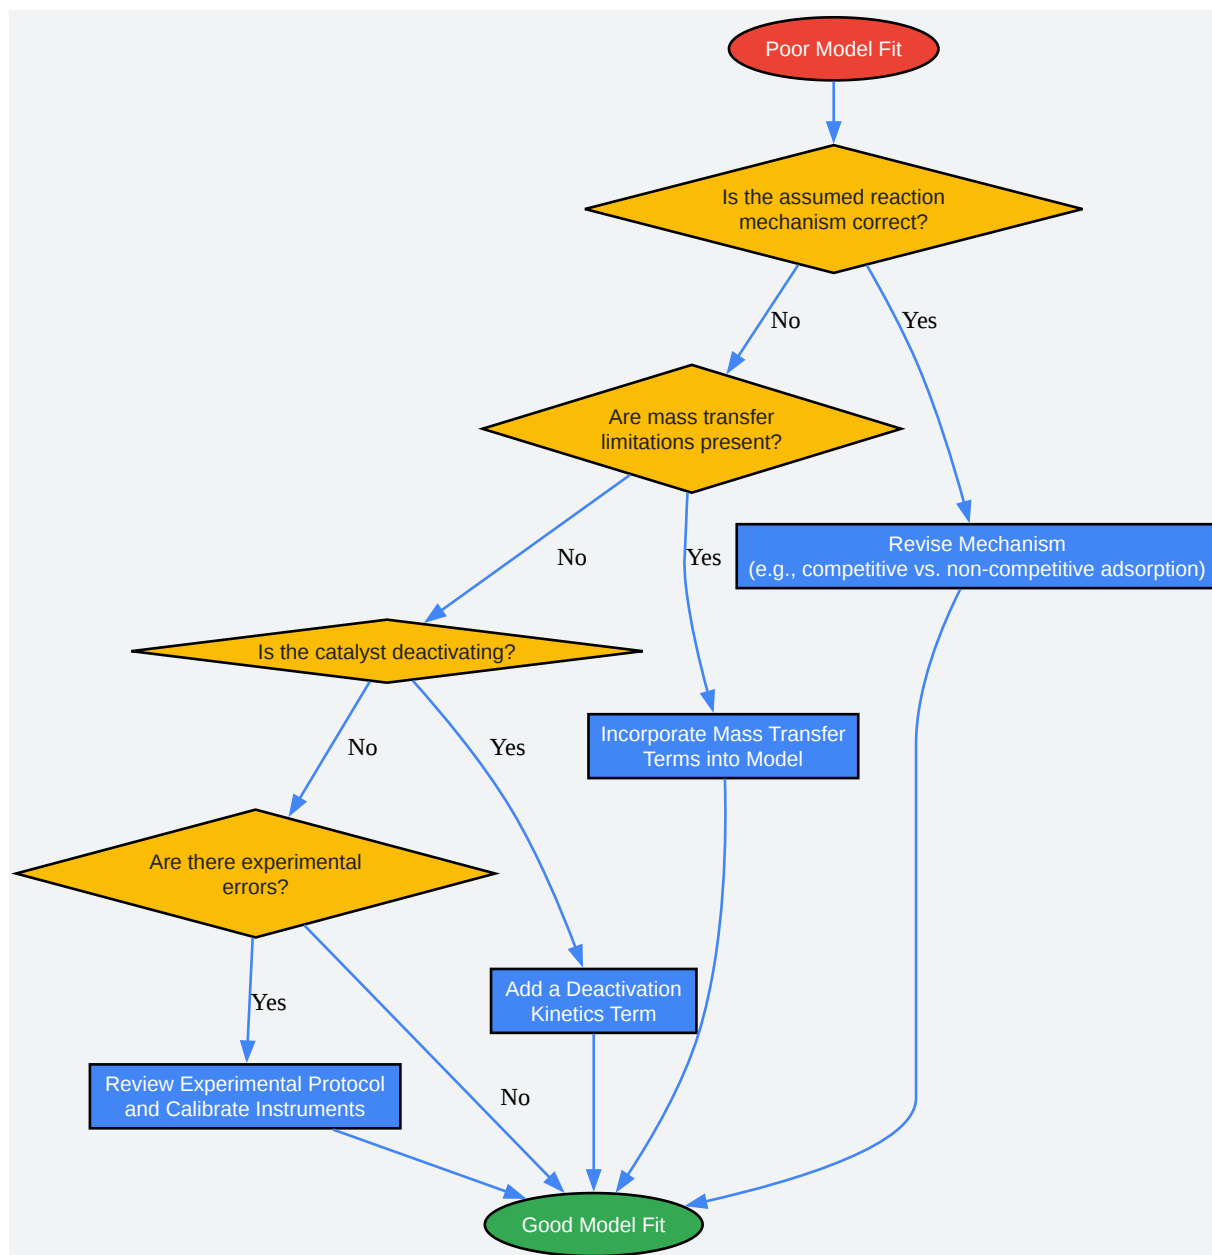 Poor Model Fit
Is the assumed reaction
mechanism correct?
No
Yes
Are mass transfer
limitations present?
No
Yes
Revise Mechanism
(e.g., competitive vs. non-competitive adsorption)
Is the catalyst deactivating?
No
Yes
Incorporate Mass Transfer
Terms into Model
Are there experimental
errors?
Yes
Add a Deactivation
Kinetics Term
Review Experimental Protocol
and Calibrate Instruments
No
Good Model Fit